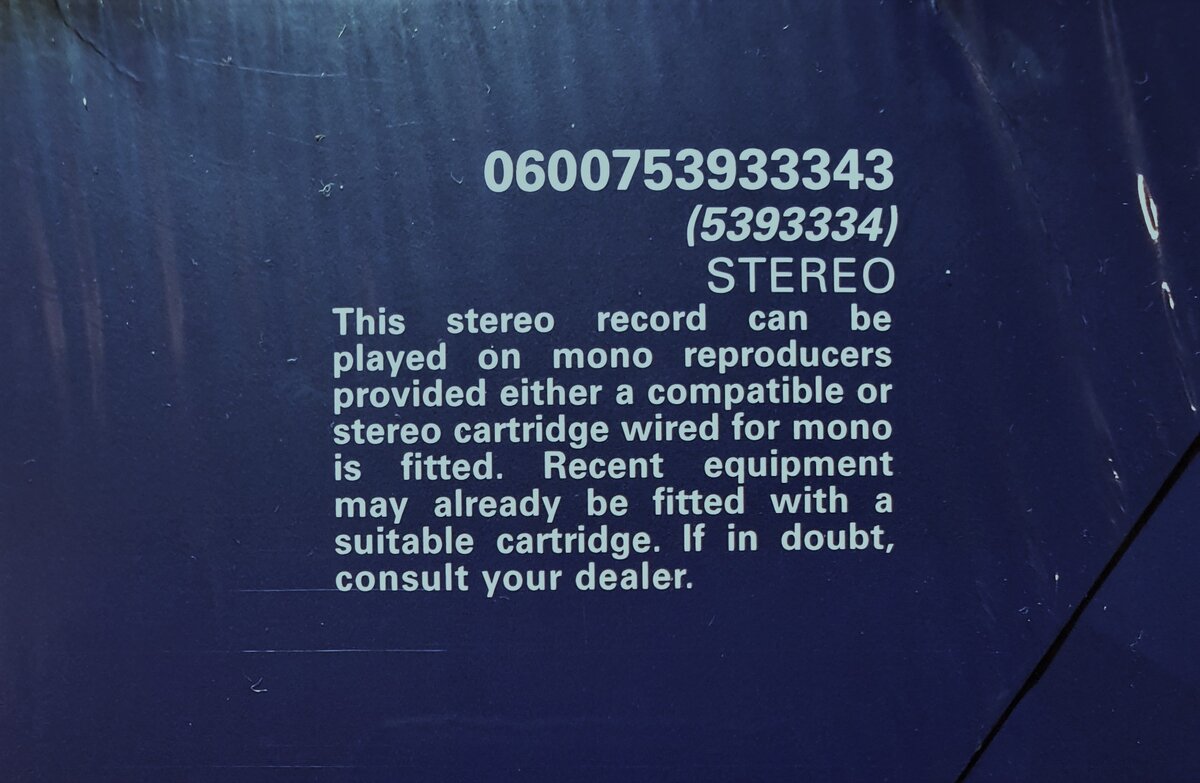 0600753933343
(5393334)
STEREO
This stereo record can be
played on mono reproducers
provided either a compatible or
stereo cartridge wired for mono
is fitted. Recent equipment
may already be fitted with a
suitable cartridge. If in doubt,
consult your dealer.